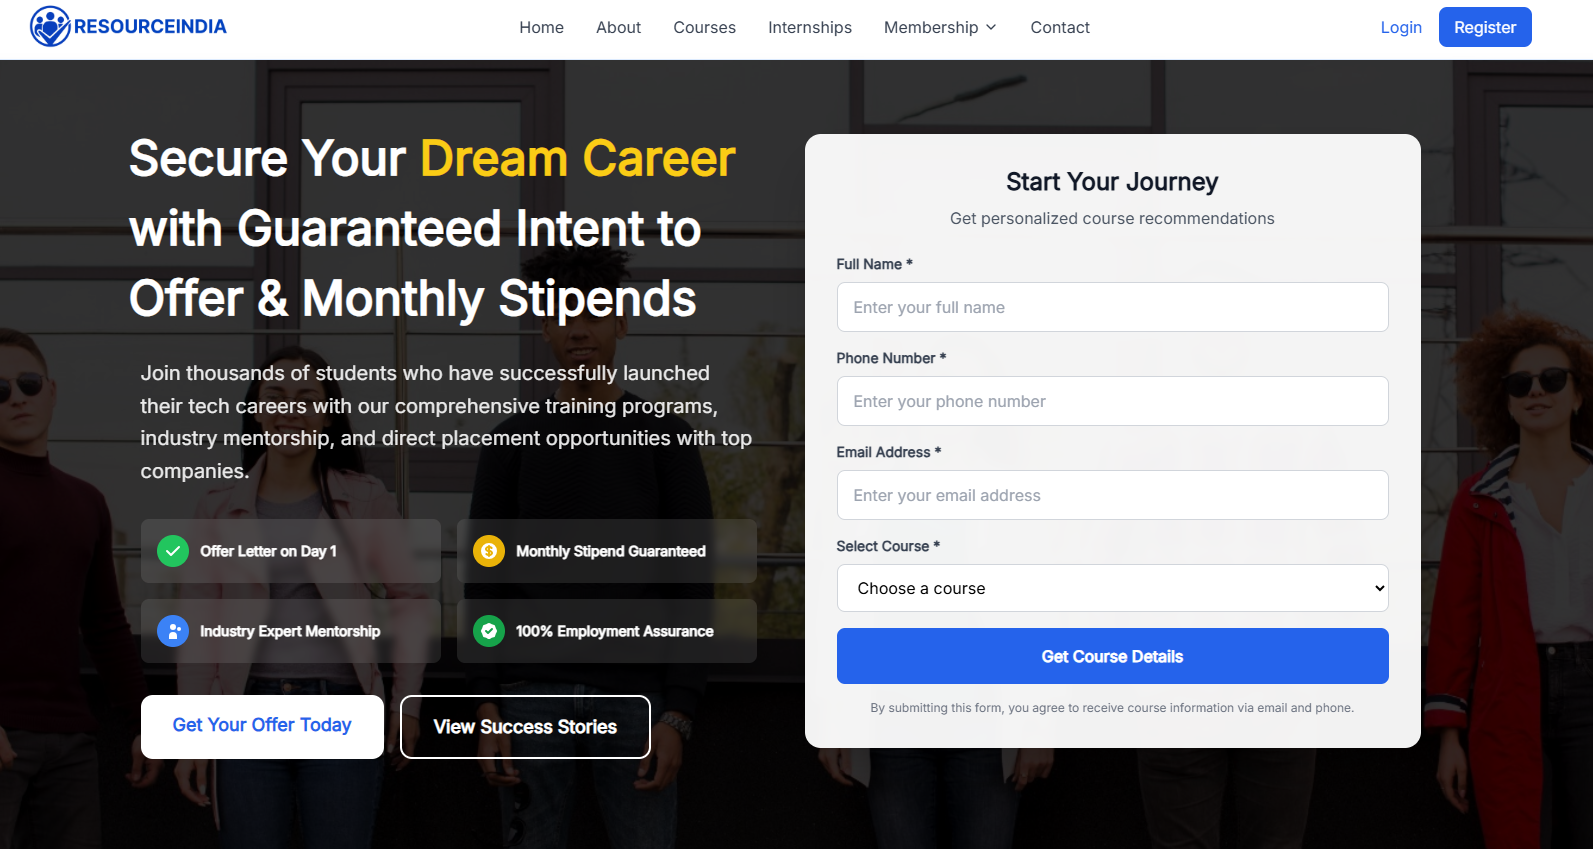 RESOURCEINDIA
Home
About
Courses
Internships
Membership
Contact
Login
Register
Secure Your Dream Career
with Guaranteed Intent to
Offer & Monthly Stipends
Join thousands of students who have successfully launched
their tech careers with our comprehensive training programs,
industry mentorship, and direct placement opportunities with top
companies.
Offer Letter on Day 1
Monthly Stipend Guaranteed
Industry Expert Mentorship
100% Employment Assurance
Get Your Offer Today
View Success Stories
Start Your Journey
Get personalized course recommendations
Full Name *
Enter your full name
Phone Number *
Enter your phone number
Email Address *
Enter your email address
Select Course *
Choose a course
Get Course Details
By submitting this form, you agree to receive course information via email and phone.